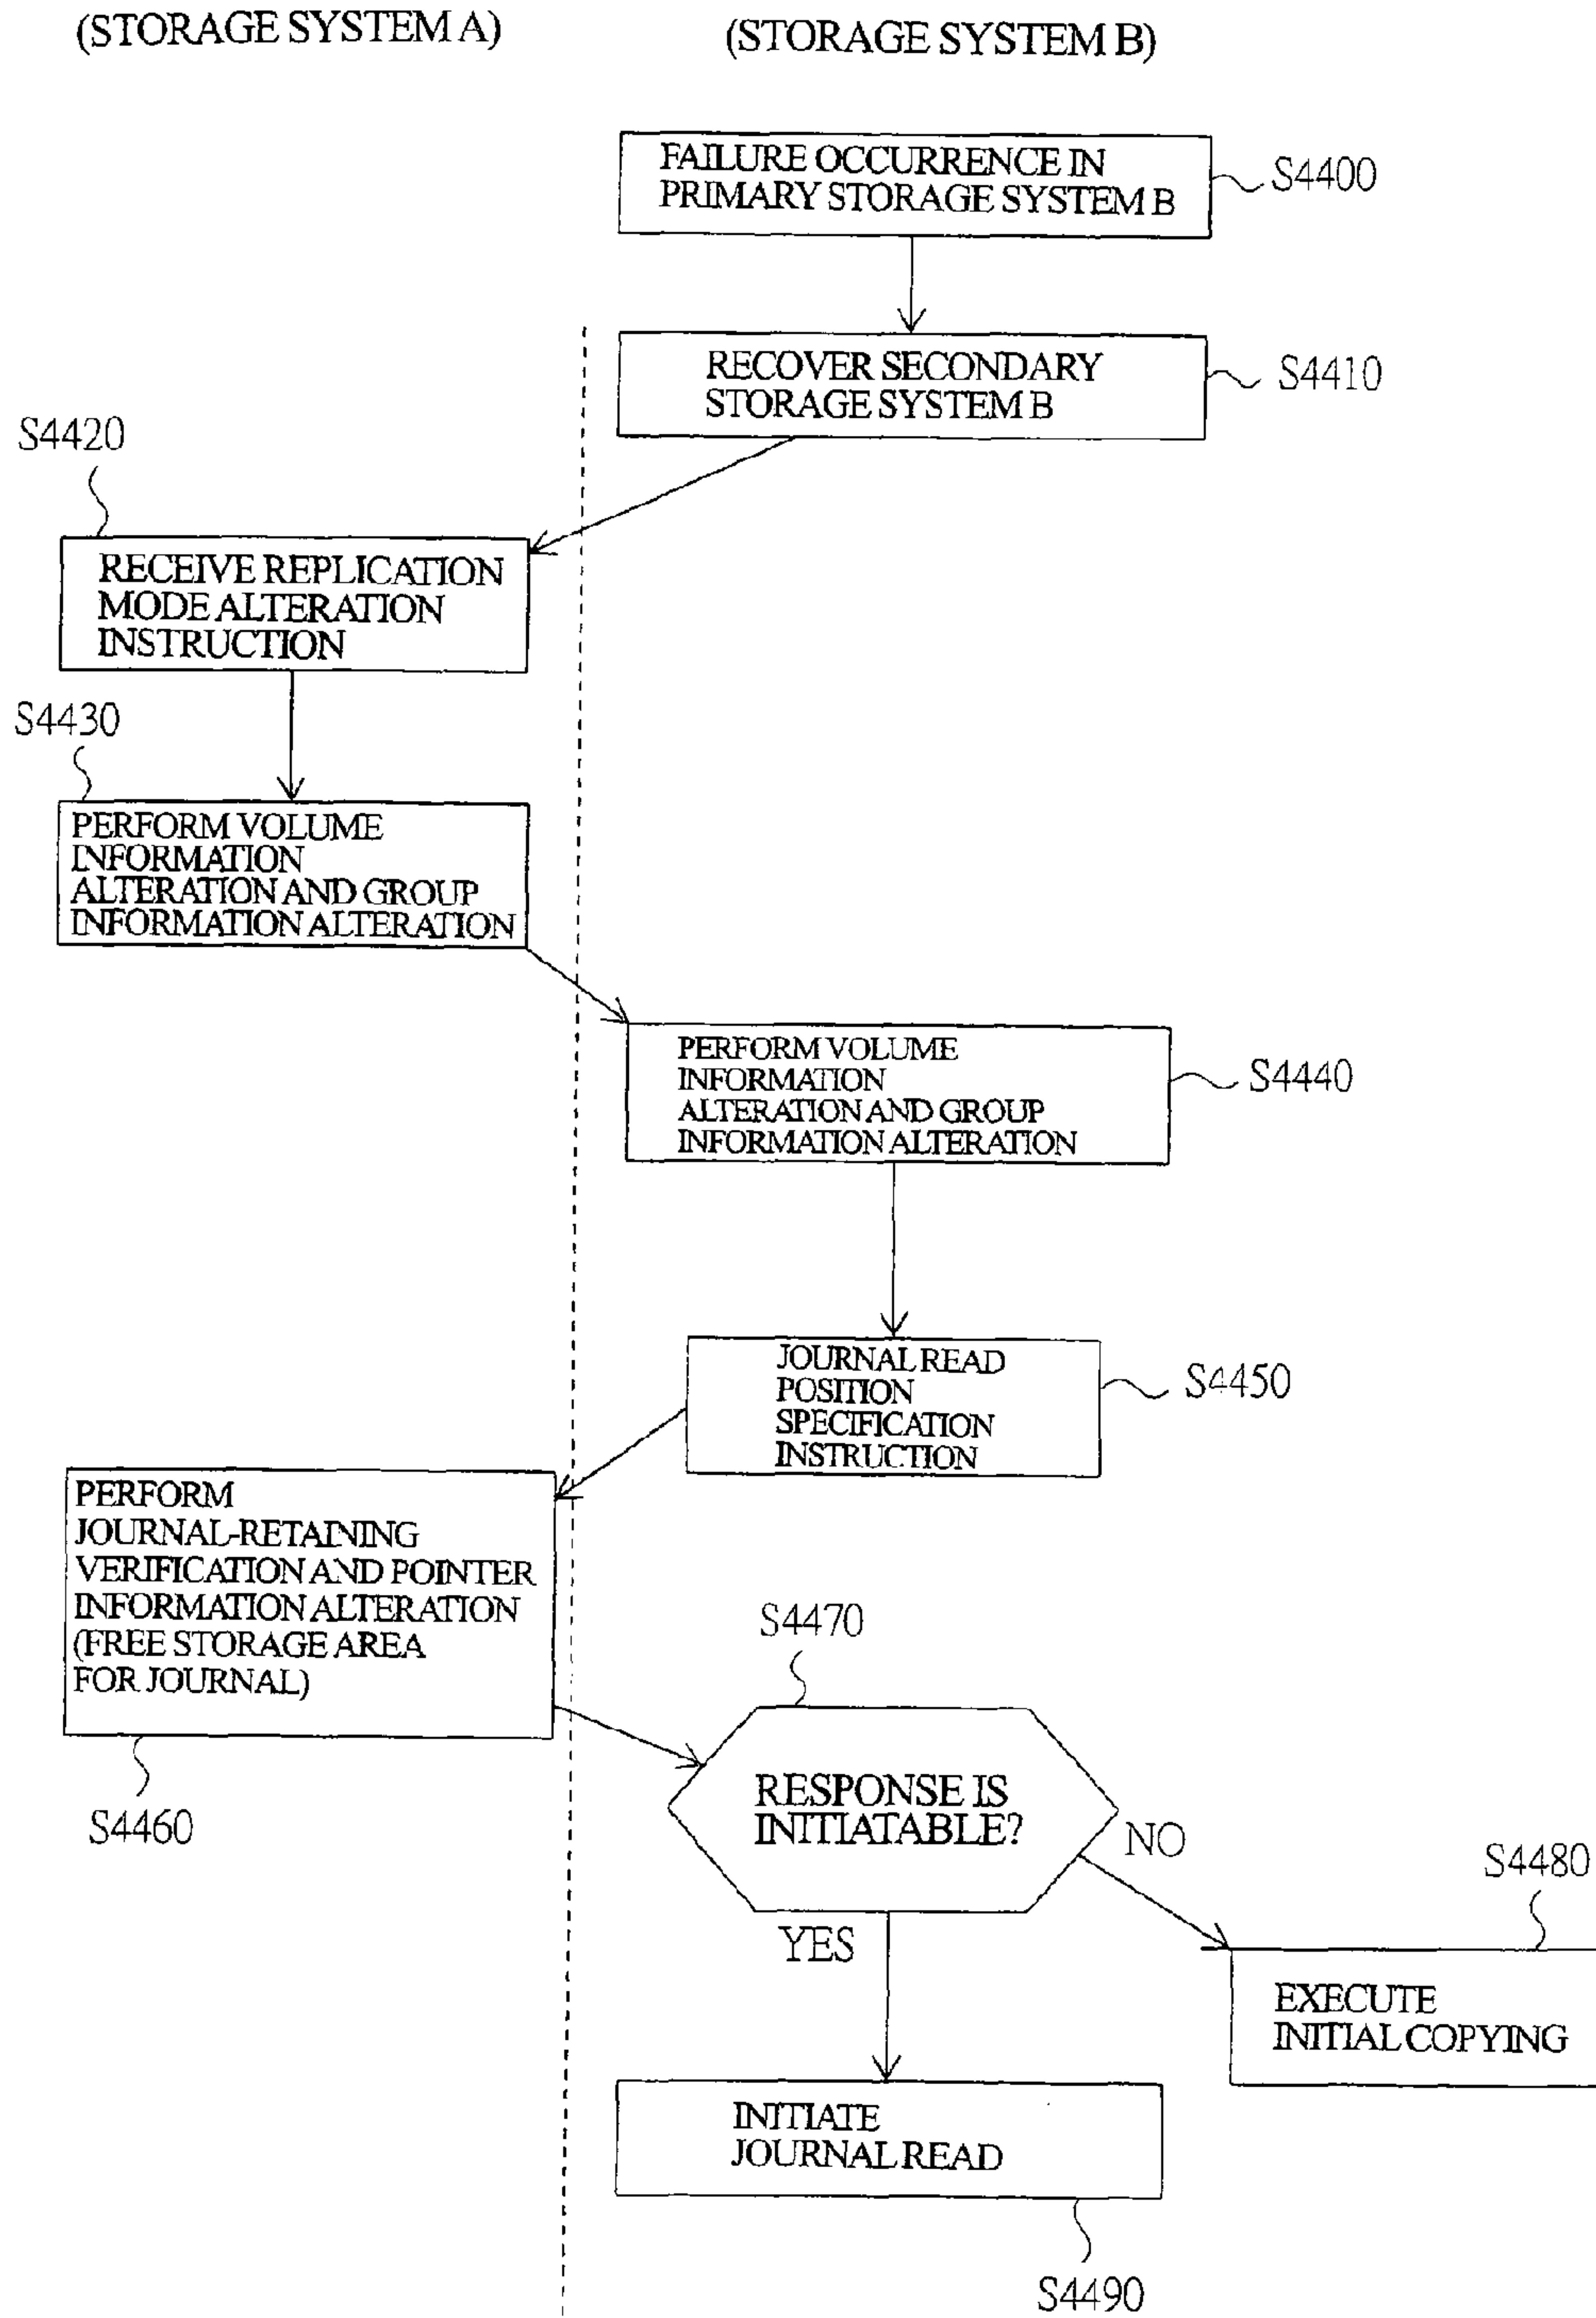 (STORAGE SYSTEM A)
(STORAGE SYSTEM B)
FAILURE OCCURRENCE IN
PRIMARY STORAGE SYSTEM B
S4400
RECOVER SECONDARY
STORAGE SYSTEM B
S4410
S4420
RECEIVE REPLICATION
MODE ALTERATION
INSTRUCTION
S4430
PERFORM VOLUME
INFORMATION
ALTERATION AND GROUP
INFORMATION ALTERATION
PERFORM VOLUME
INFORMATION
ALTERATION AND GROUP
INFORMATION ALTERATION
S4440
JOURNAL READ
POSITION
SPECIFICATION
INSTRUCTION
S4450
PERFORM
JOURNAL-RETAINING
VERIFICATION AND POINTER
INFORMATION ALTERATION
(FREE STORAGE AREA
FOR JOURNAL)
S4460
S4470
RESPONSE IS
INITIATABLE?
NO
YES
S4480
EXECUTE
INITIAL COPYING
INITIATE
JOURNAL READ
S4490